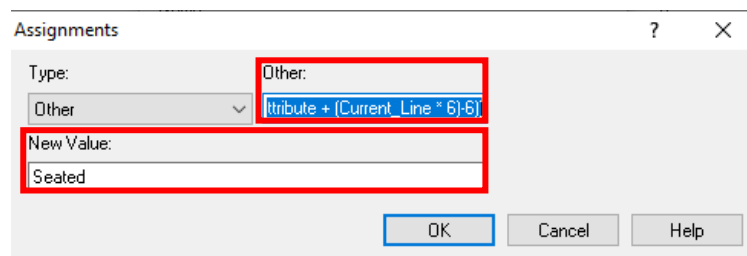 Assignments ? ×
Type: Other:
Other ttribute + (Current_Line * 6)-6)
New Value:
Seated
OK Cancel Help